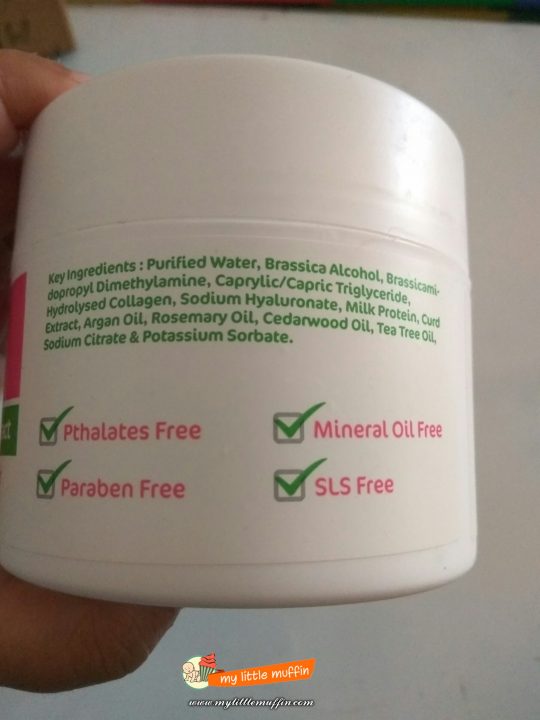 Key Ingredients : Purified Water, Brassica Alcohol, Brassicami-
dopropyl Dimethylamine, Caprylic/Capric Triglyceride,
Hydrolysed Collagen, Sodium Hyaluronate, Milk Protein, Curd
Extract, Argan Oil, Rosemary Oil, Cedarwood Oil, Tea Tree Oil,
Sodium Citrate & Potassium Sorbate.
Pthalates Free
Mineral Oil Free
Paraben Free
SLS Free
my little muffin
www.mylittlemuffin.com